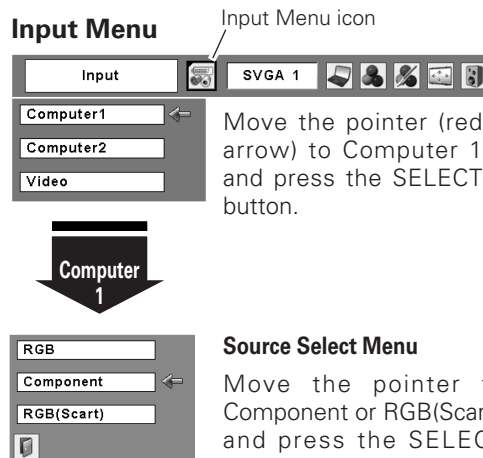 Input Menu icon
Input Menu
Input
SVGA 1
Computer1
Computer2
Video
Move the pointer (red
arrow) to Computer 1
and press the SELECT
button.
Computer
1
RGB
Component
RGB(Scart)
Source Select Menu
Move the pointer
Component or RGB(Scar
and press the SELEC